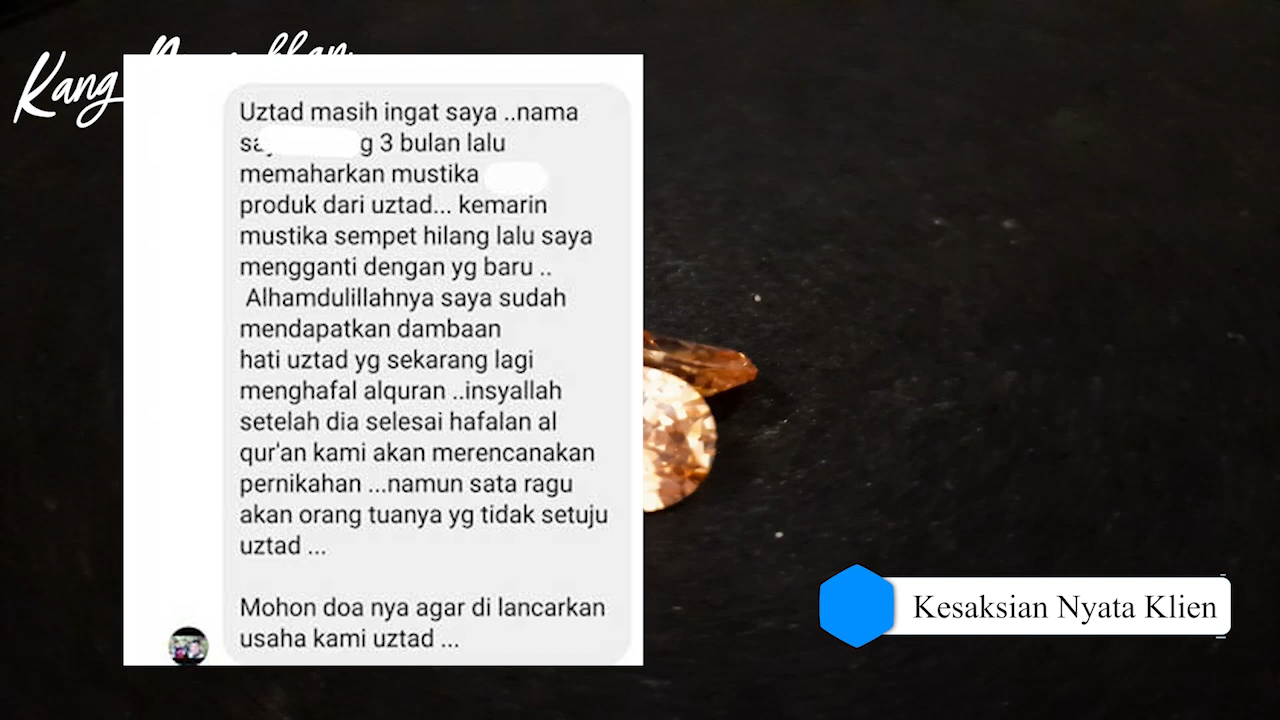 Kang
Uztad masih ingat saya ..nama
g 3 bulan lalu
memaharkan mustika
produk dari uztad... kemarin
mustika sempet hilang lalu saya
mengganti dengan yg baru ..
Alhamdulillahnya saya sudah
mendapatkan dambaan
hati uztad yg sekarang lagi
menghafal alquran ..insyallah
setelah dia selesai hafalan al
qur'an kami akan merencanakan
pernikahan ...namun sata ragu
akan orang tuanya yg tidak setuju
uztad ...
Mohon doa nya agar di lancarkan
usaha kami uztad ...
Kesaksian Nyata Klien